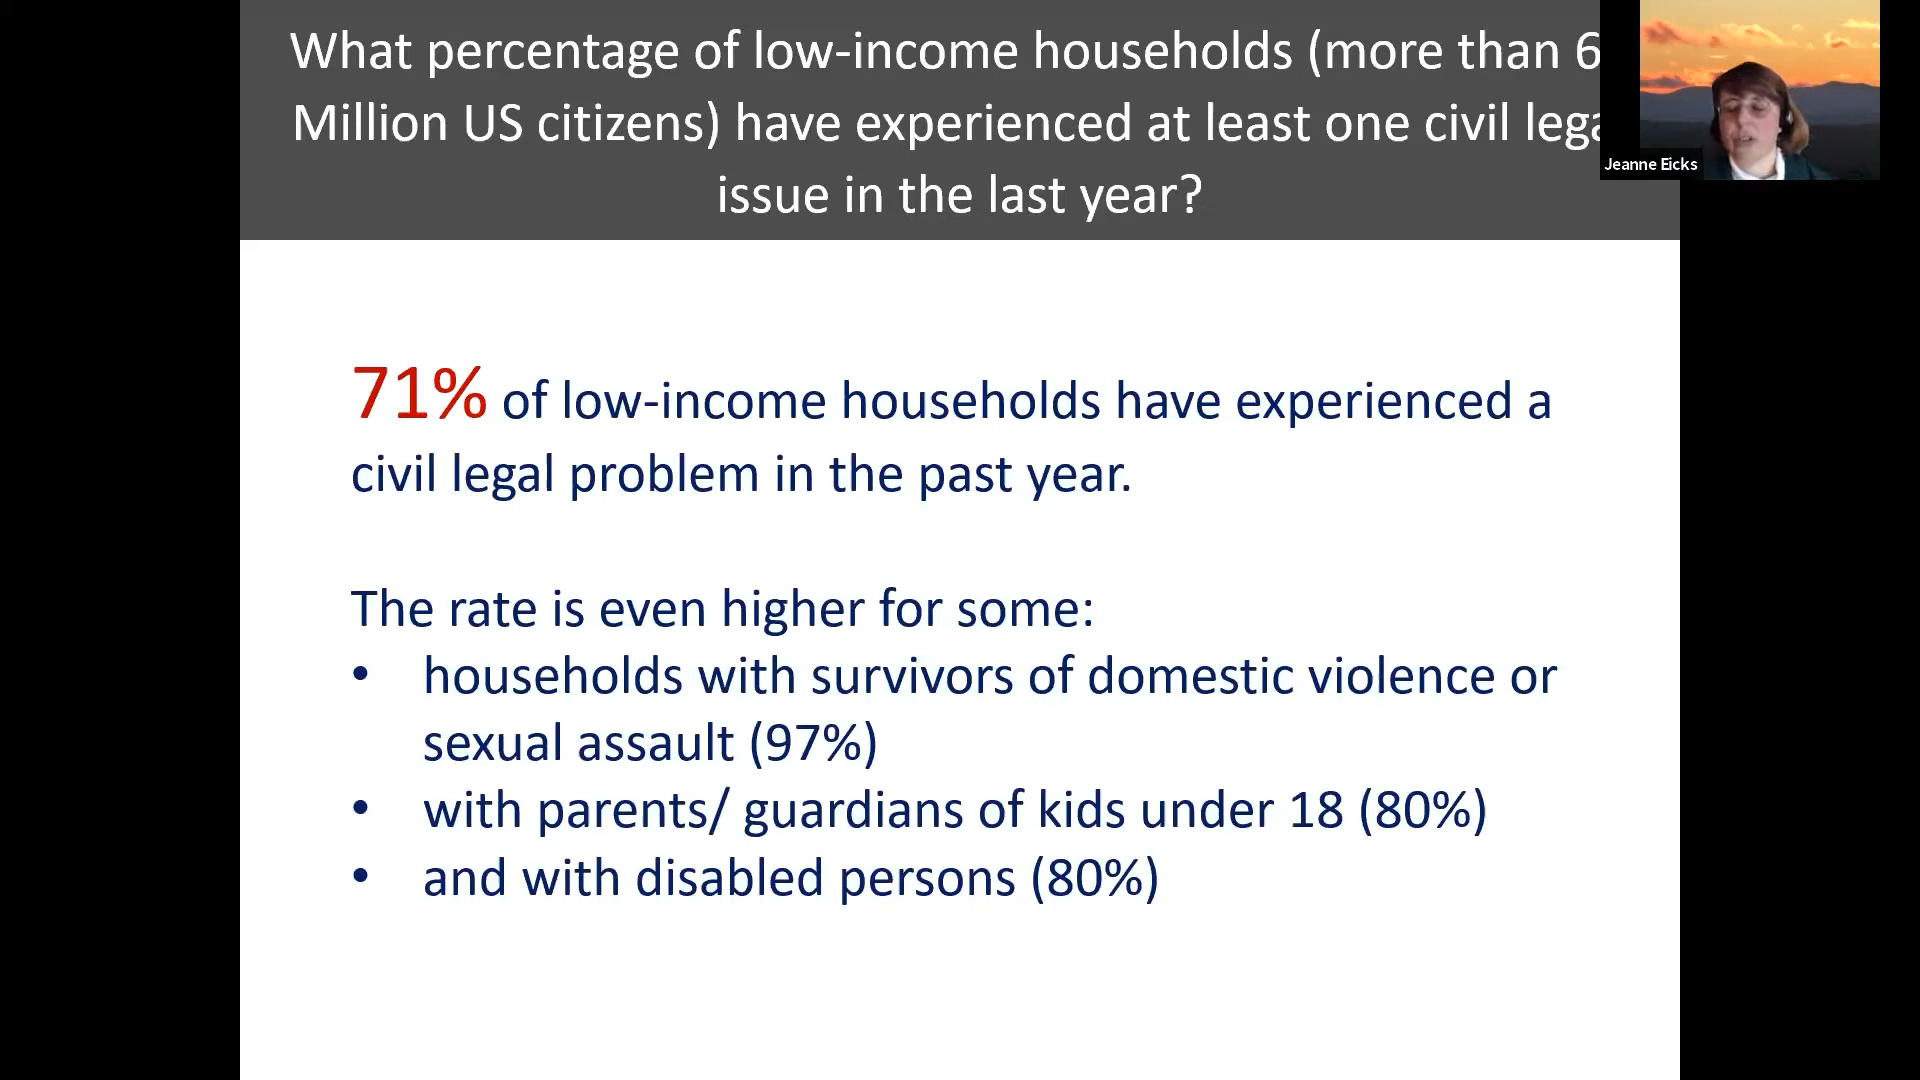 What percentage of low-income households (more than 6
Million US citizens) have experienced at least one civil lega
issue in the last year?
Jeanne Eicks
71% of low-income households have experienced a
civil legal problem in the past year.
The rate is even higher for some:
• households with survivors of domestic violence or
sexual assault (97%)
• with parents/ guardians of kids under 18 (80%)
• and with disabled persons (80%)